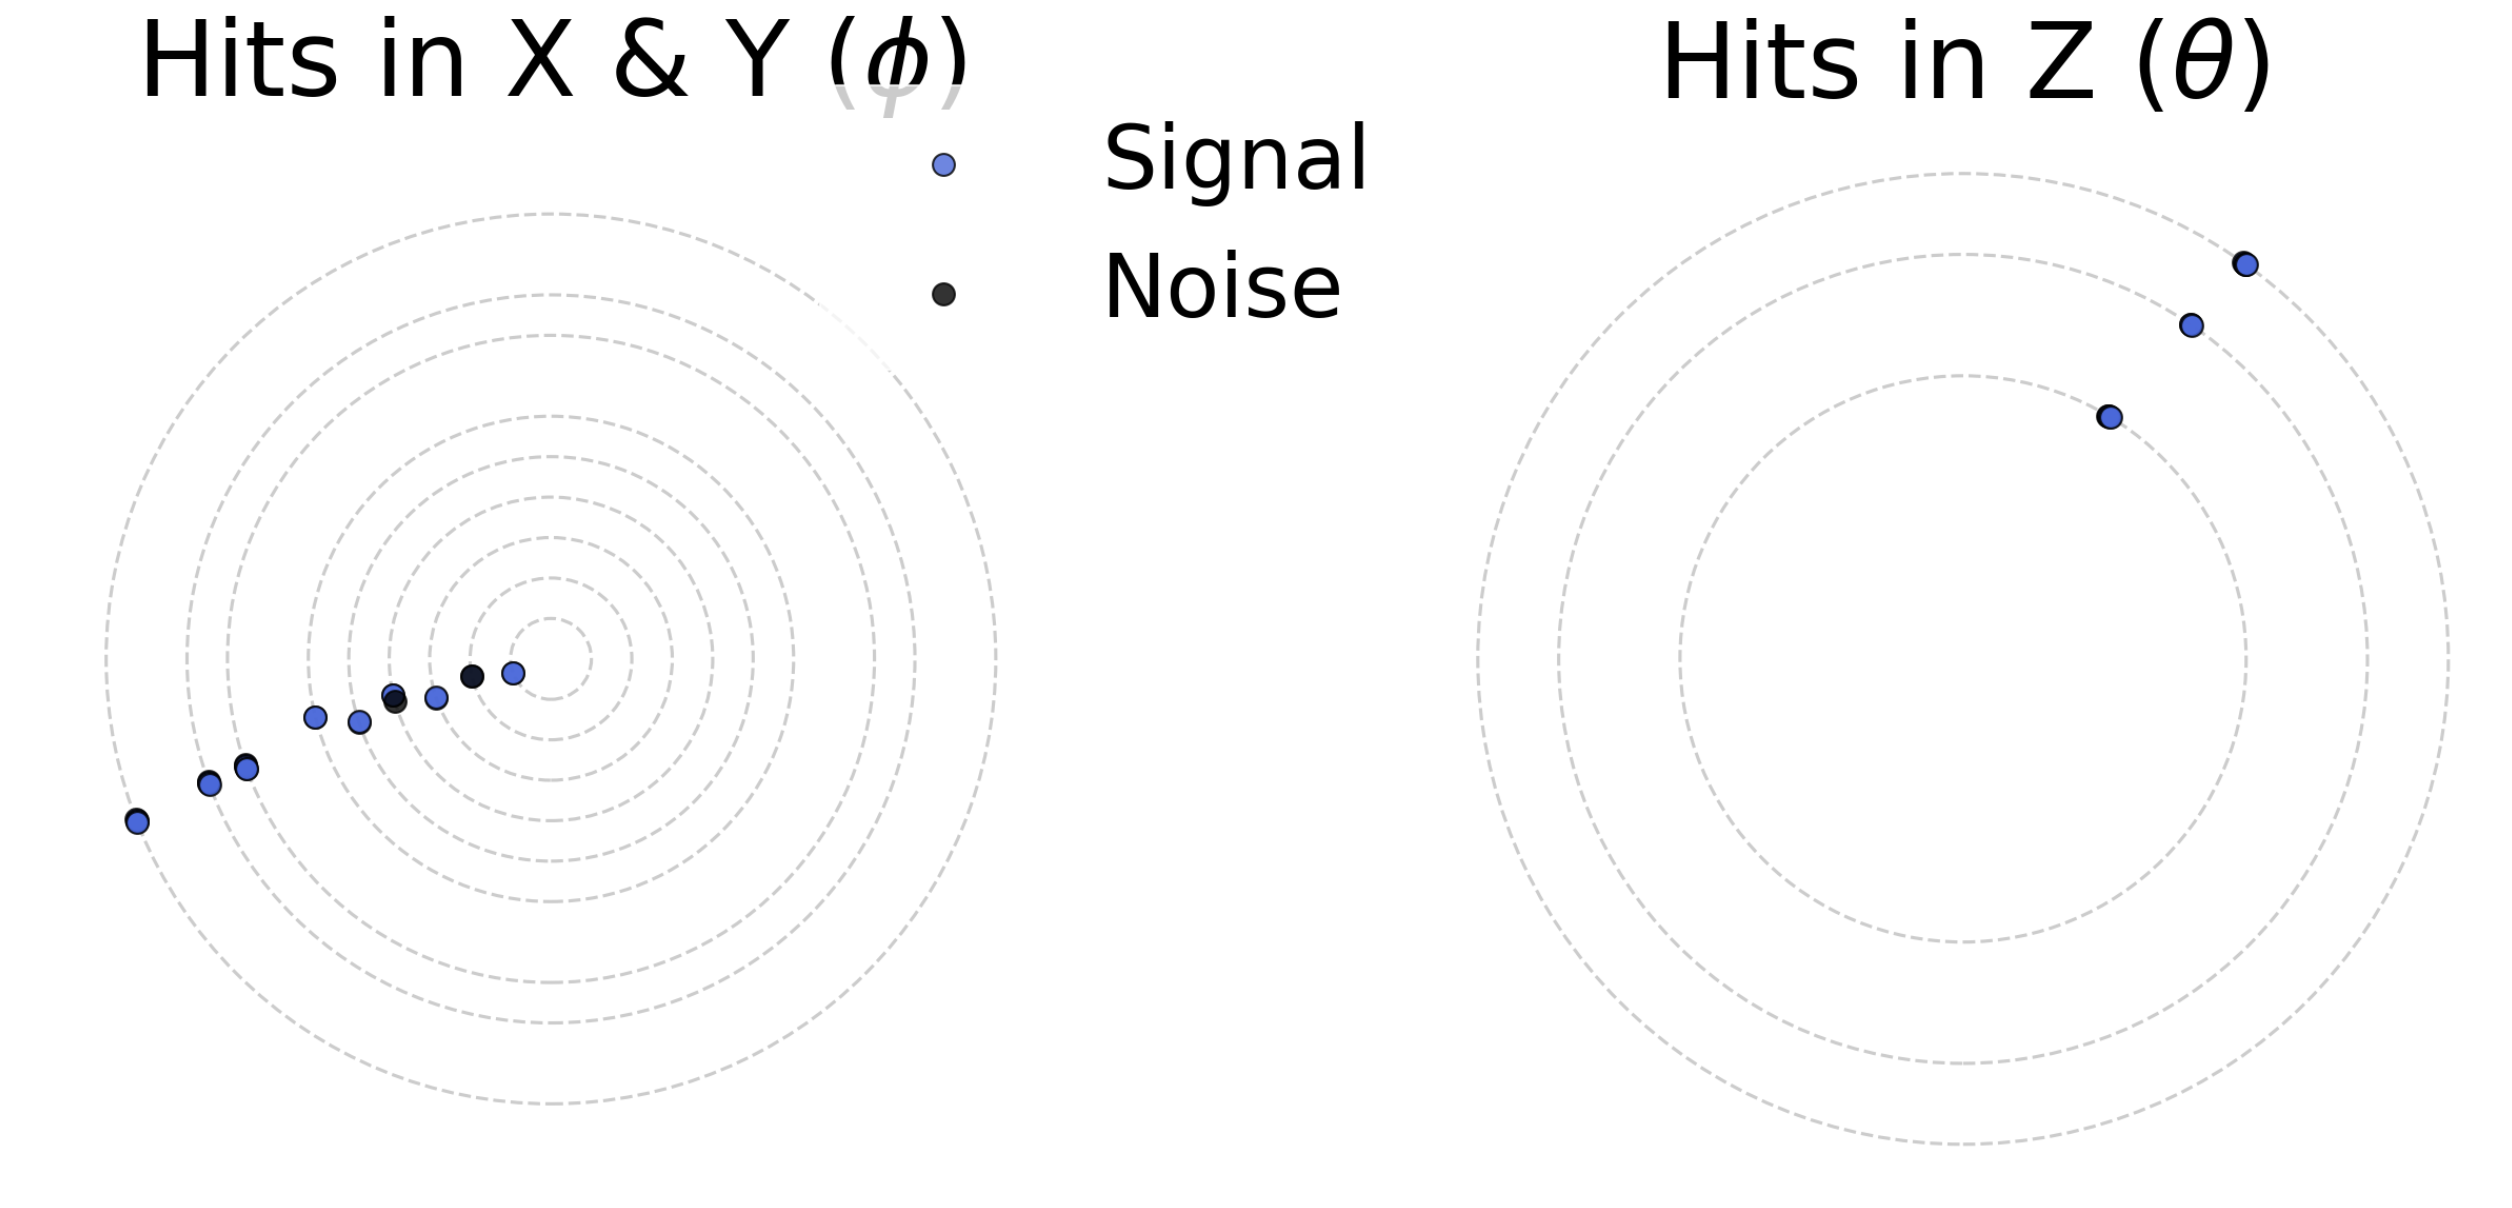 Hits in X & Y (ϕ)
Hits in Z (θ)
Signal
Noise